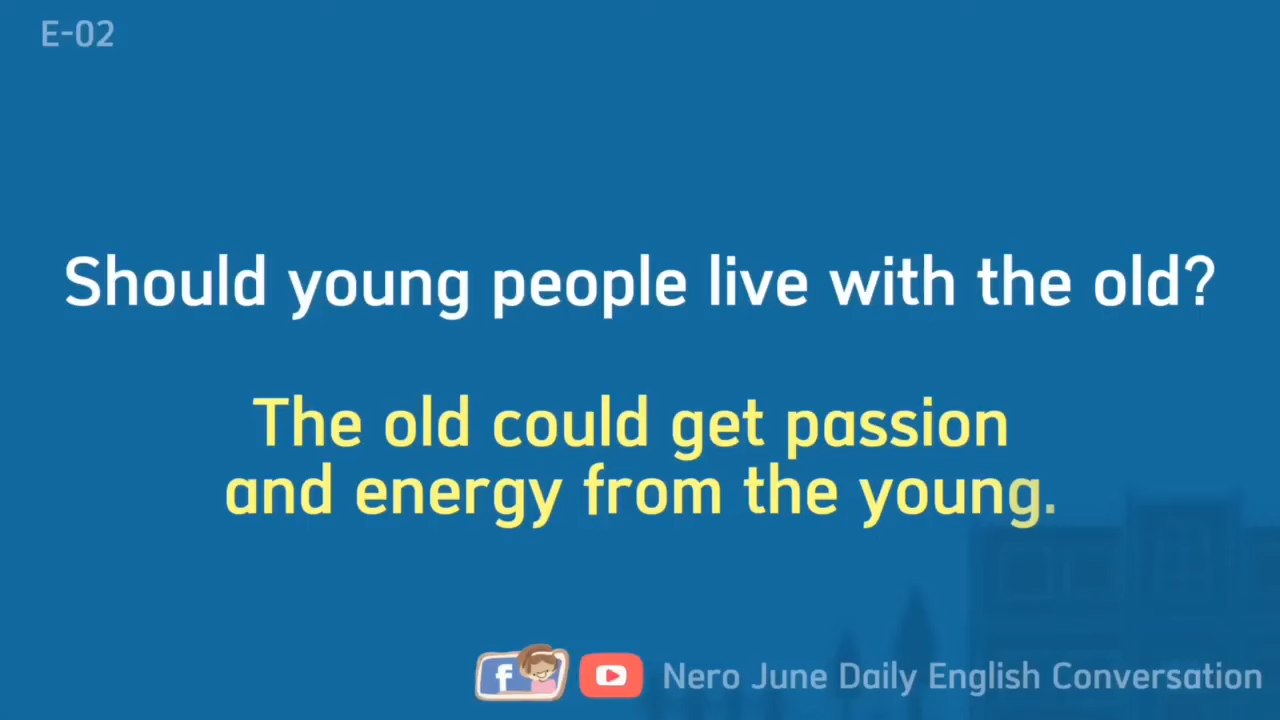 E-02
Should young people live with the old?
The old could get passion
and energy from the young.
f
Nero June Daily English Conversation